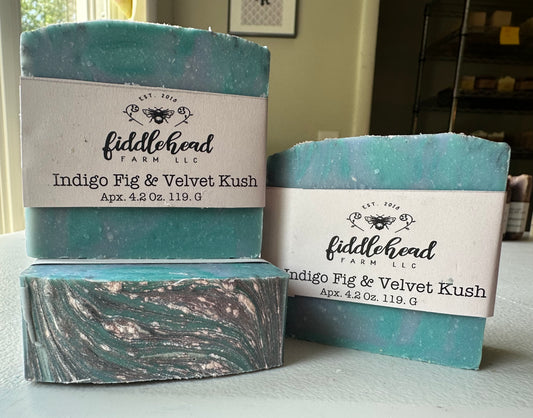 EST. 2018
fiddlehead
FARM LLC
Indigo Fig & Velvet Kush
Apx. 4.2 Oz. 119. G
EST. 2018
fiddlehead
FARM LLC
Indigo Fig & Velvet Kush
Apx. 4.2 Oz. 119. G